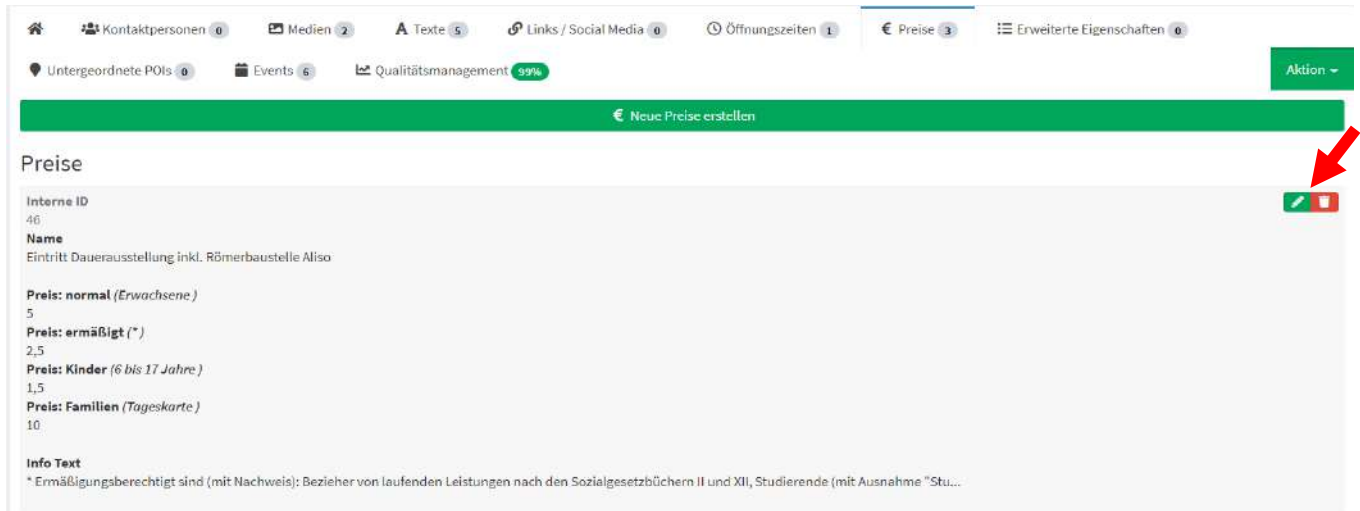 Kontaktpersonen 0 Medien 2 Texte 5 Links / Social Media 0 Öffnungszeiten 1 € Preise 3 Erweiterte Eigenschaften 0
Untergeordnete POIs 0 Events 6 Qualitätsmanagement 99% Aktion
€ Neue Preise erstellen
Preise
Interne ID
46
Name
Eintritt Dauerausstellung inkl. Römerbaustelle Aliso
Preis: normal (Erwachsene )
5
Preis: ermäßigt (* )
2,5
Preis: Kinder (6 bis 17 Jahre )
1,5
Preis: Familien (Tageskarte )
10
Info Text
* Ermäßigungsberechtigt sind (mit Nachweis): Bezieher von laufenden Leistungen nach den Sozialgesetzbüchern II und XII, Studierende (mit Ausnahme "Stu...